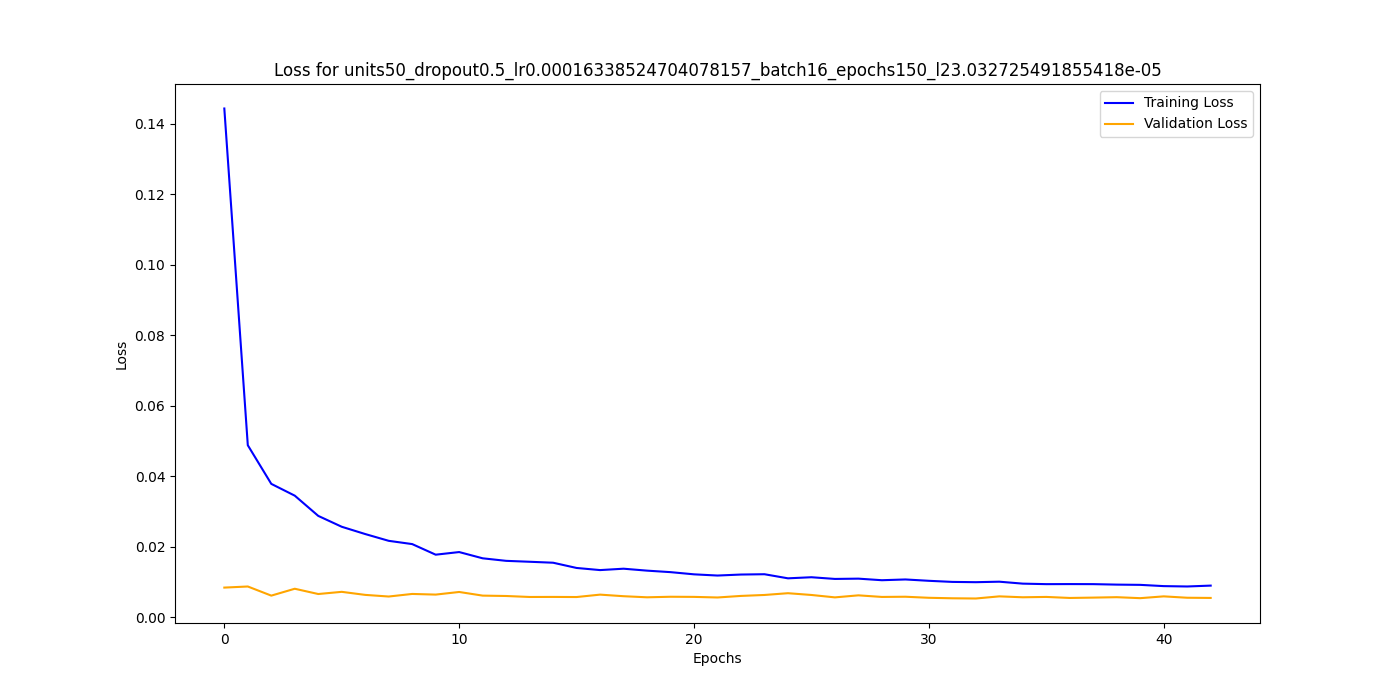 Loss for units50_dropout0.5_lr0.00016338524704078157_batch16_epochs150_l23.032725491855418e-05
Training Loss
Validation Loss
0.14
0.12
0.10
0.08
0.06
0.04
0.02
0.00
Loss
0 10 20 30 40
Epochs